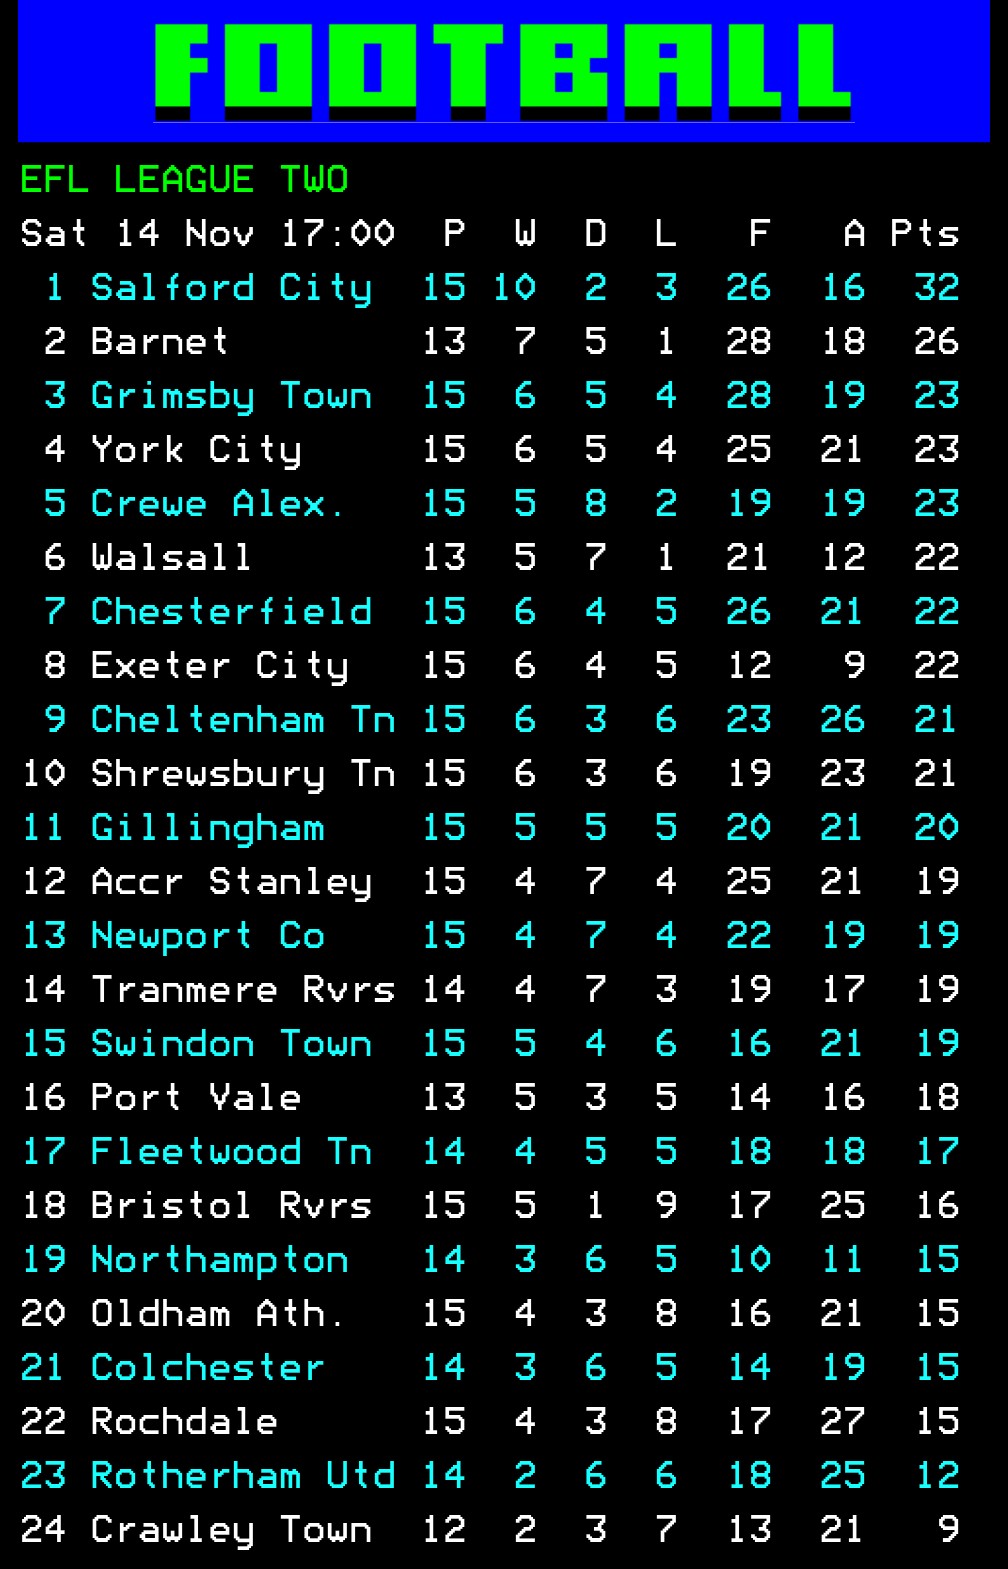 FOOTBALL
EFL LEAGUE TWO
Sat 14 Nov 17:00 P W D L F A Pts
1 Salford City 15 10 2 3 26 16 32
2 Barnet 13 7 5 1 28 18 26
3 Grimsby Town 15 6 5 4 28 19 23
4 York City 15 6 5 4 25 21 23
5 Crewe Alex. 15 5 8 2 19 19 23
6 Walsall 13 5 7 1 21 12 22
7 Chesterfield 15 6 4 5 26 21 22
8 Exeter City 15 6 4 5 12 9 22
9 Cheltenham Tn 15 6 3 6 23 26 21
10 Shrewsbury Tn 15 6 3 6 19 23 21
11 Gillingham 15 5 5 5 20 21 20
12 Accr Stanley 15 4 7 4 25 21 19
13 Newport Co 15 4 7 4 22 19 19
14 Tranmere Rvrs 14 4 7 3 19 17 19
15 Swindon Town 15 5 4 6 16 21 19
16 Port Vale 13 5 3 5 14 16 18
17 Fleetwood Tn 14 4 5 5 18 18 17
18 Bristol Rvrs 15 5 1 9 17 25 16
19 Northampton 14 3 6 5 10 11 15
20 Oldham Ath. 15 4 3 8 16 21 15
21 Colchester 14 3 6 5 14 19 15
22 Rochdale 15 4 3 8 17 27 15
23 Rotherham Utd 14 2 6 6 18 25 12
24 Crawley Town 12 2 3 7 13 21 9